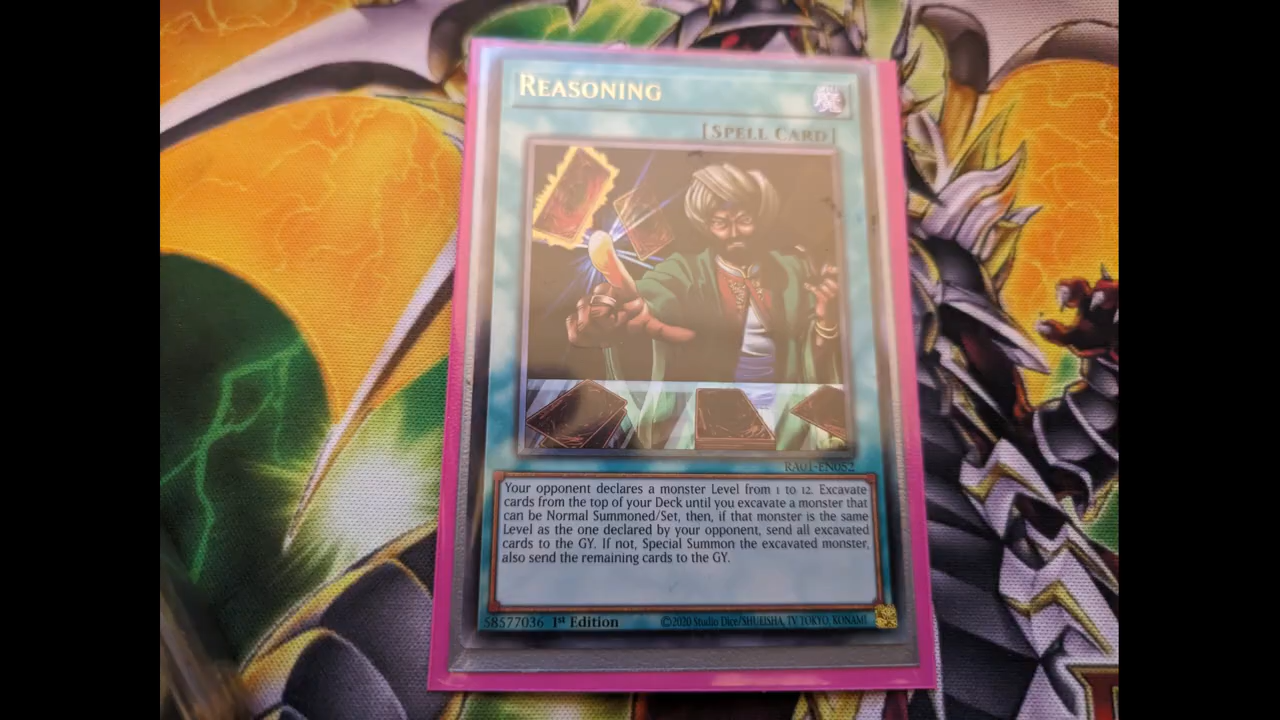 REASONING
[SPELL CARD]
RA01-EN052
Your opponent declares a monster Level from 1 to 12. Excavate
cards from the top of your Deck until you excavate a monster that
can be Normal Summoned/Set, then, if that monster is the same
Level as the one declared by your opponent, send all excavated
cards to the GY. If not, Special Summon the excavated monster,
also send the remaining cards to the GY.
58577036 1st Edition ©2020 Studio Dice/SHUEISHA, TV TOKYO, KONAMI